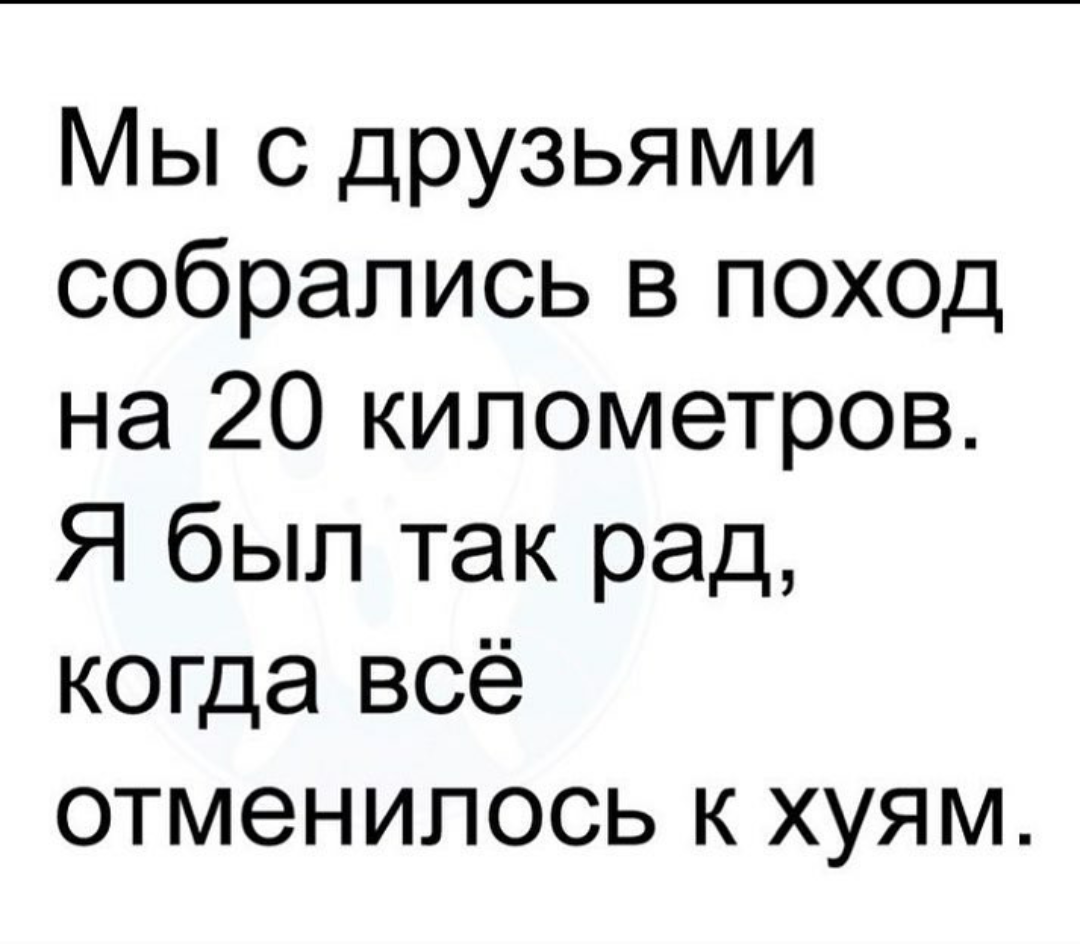 Мы с друзьями
собрались в поход
на 20 километров.
Я был так рад,
когда всё
отменилось к хуям.